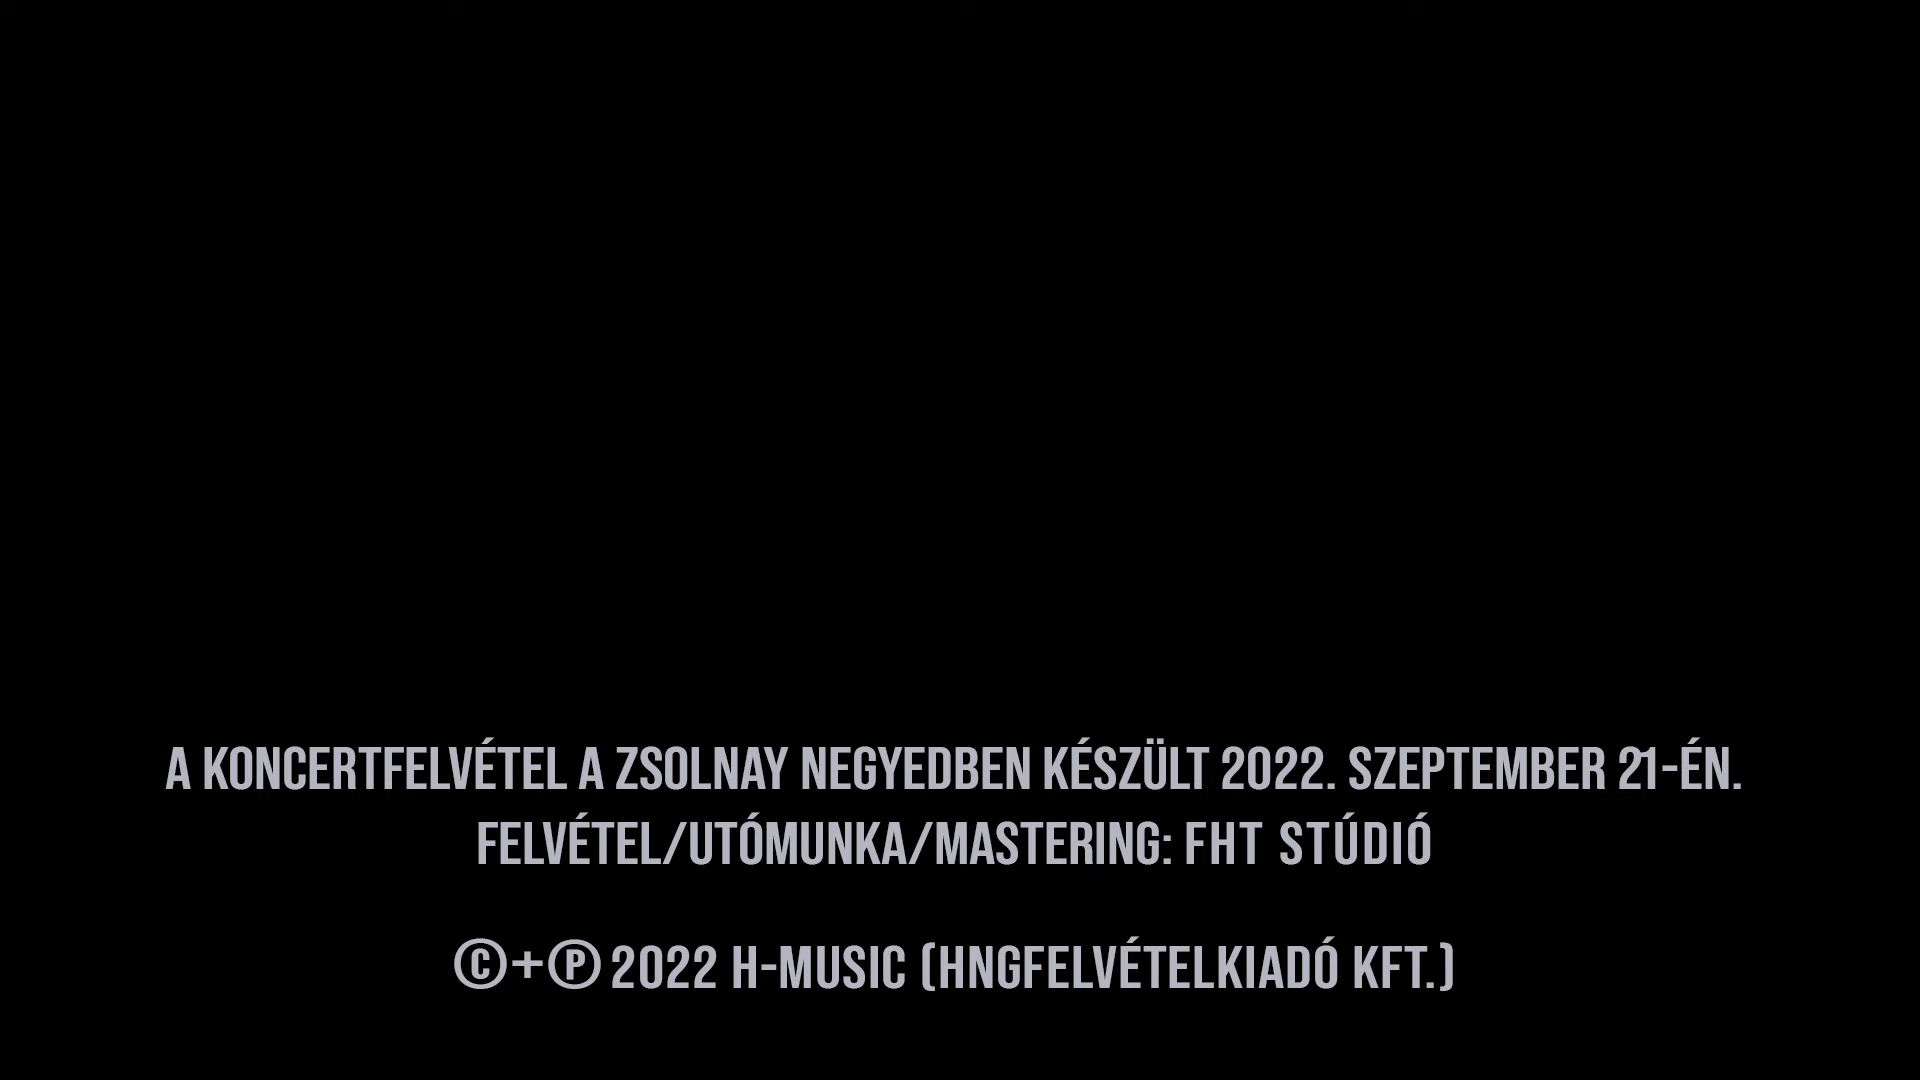 A KONCERTFELVÉTEL A ZSOLNAY NEGYEDBEN KÉSZÜLT 2022. SZEPTEMBER 21-ÉN.
FELVÉTEL/UTÓMUNKA/MASTERING: FHT STÚDIÓ
©+℗ 2022 H-MUSIC (HNGFELVÉTELKIADÓ KFT.)